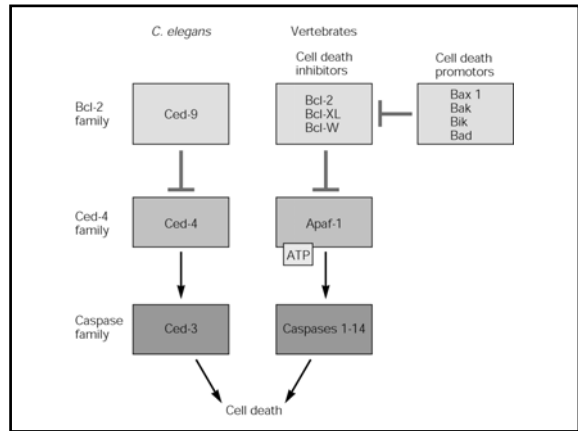 C. elegans
Vertebrates
Cell death
inhibitors
Cell death
promotors
Bcl-2
family
Ced-9
Bcl-2
Bcl-XL
Bcl-W
Bax 1
Bak
Bik
Bad
Ced-4
family
Ced-4
Apaf-1
ATP
Caspase
family
Ced-3
Caspases 1-14
Cell death